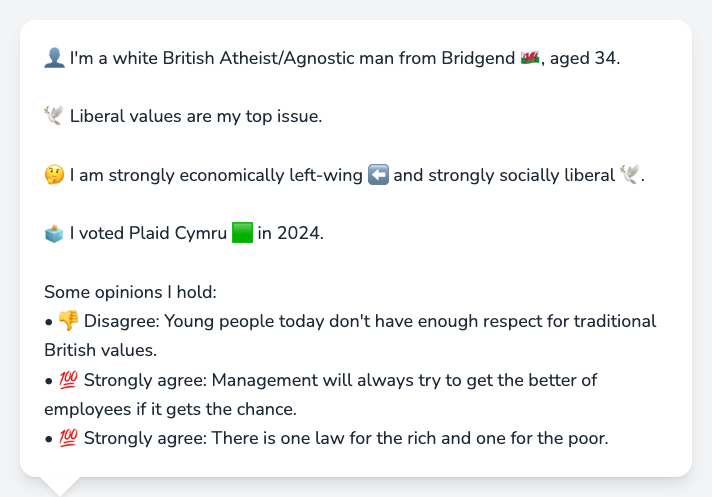 👤 I'm a white British Atheist/Agnostic man from Bridgend 🏴󠁧󠁢󠁷󠁬󠁳󠁿, aged 34.
🕊️ Liberal values are my top issue.
🤔 I am strongly economically left-wing ⬅️ and strongly socially liberal 🕊️.
🗳️ I voted Plaid Cymru 🟩 in 2024.
Some opinions I hold:
• 👎 Disagree: Young people today don't have enough respect for traditional
British values.
• 💯 Strongly agree: Management will always try to get the better of
employees if it gets the chance.
• 💯 Strongly agree: There is one law for the rich and one for the poor.